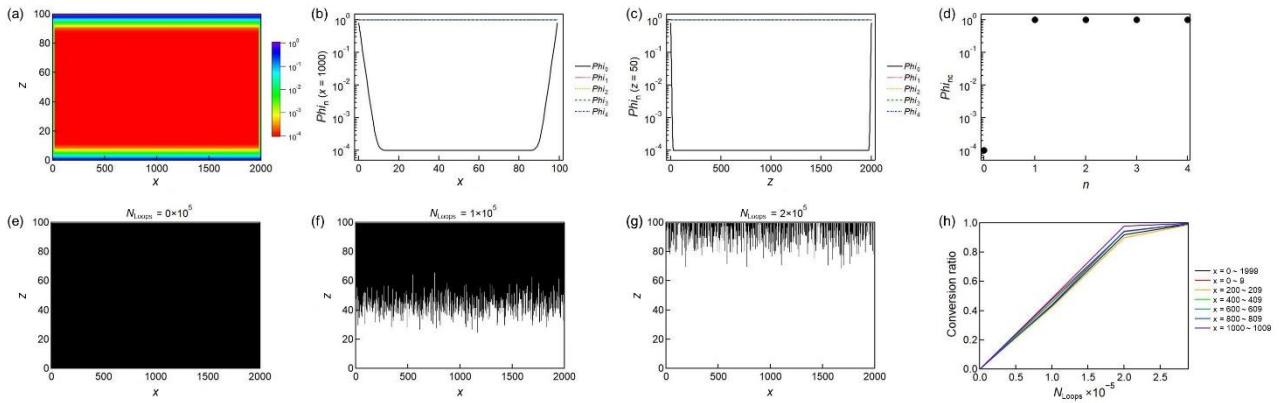 (a)
100
80
60
40
20
0
z
0
1000
2000
x
10^0
10^-1
10^-2
10^-3
10^-4
(b)
10^0
10^-1
10^-2
10^-3
10^-4
Phi_n (x = 1000)
0 20 40 60 80 100
x
Phi_0
Phi_1
Phi_2
Phi_3
Phi_4
(c)
10^0
10^-1
10^-2
10^-3
10^-4
Phi_n (z = 50)
0 500 1000 1500 2000
z
Phi_0
Phi_1
Phi_2
Phi_3
Phi_4
(d)
10^0
10^-1
10^-2
10^-3
10^-4
Phi_nc
0 1 2 3 4
n
(e)
N_Loops = 0×10^5
100
80
60
40
20
0
z
0 1000 2000
x
(f)
N_Loops = 1×10^5
100
80
60
40
20
0
z
0 500 1000 1500 2000
x
(g)
N_Loops = 2×10^5
100
80
60
40
20
0
z
0 500 1000 1500 2000
x
(h)
1.0
0.8
0.6
0.4
0.2
0.0
Conversion ratio
0.0 0.5 1.0 1.5 2.0 2.5
N_Loops ×10^-5
x = 0 ~ 1998
x = 0 ~ 9
x = 200 ~ 209
x = 400 ~ 409
x = 600 ~ 609
x = 800 ~ 809
x = 1000 ~ 1009